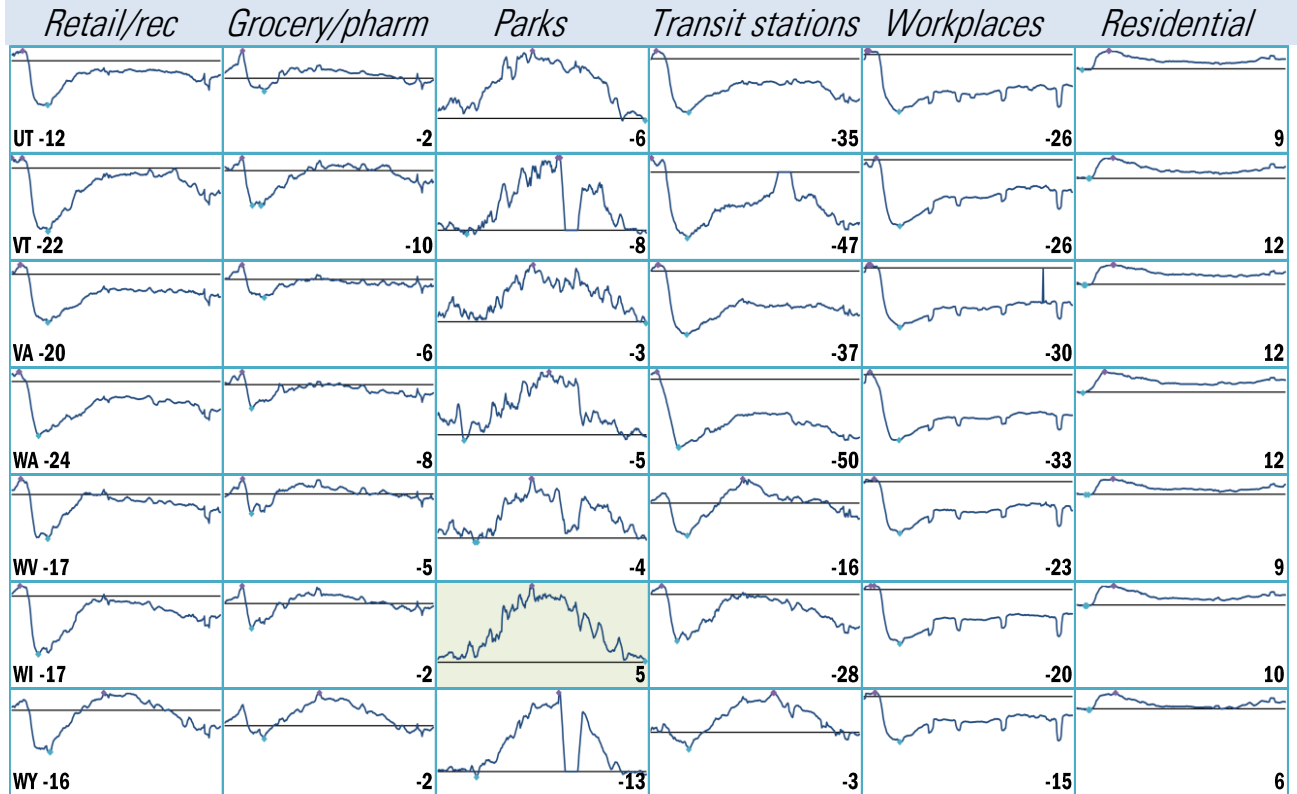 Retail/rec Grocery/pharm Parks Transit stations Workplaces Residential
UT -12 -2 -6 -35 -26 9
VT -22 -10 -8 -47 -26 12
VA -20 -6 -3 -37 -30 12
WA -24 -8 -5 -50 -33 12
WV -17 -5 -4 -16 -23 9
WI -17 -2 5 -28 -20 10
WY -16 -2 -13 -3 -15 6